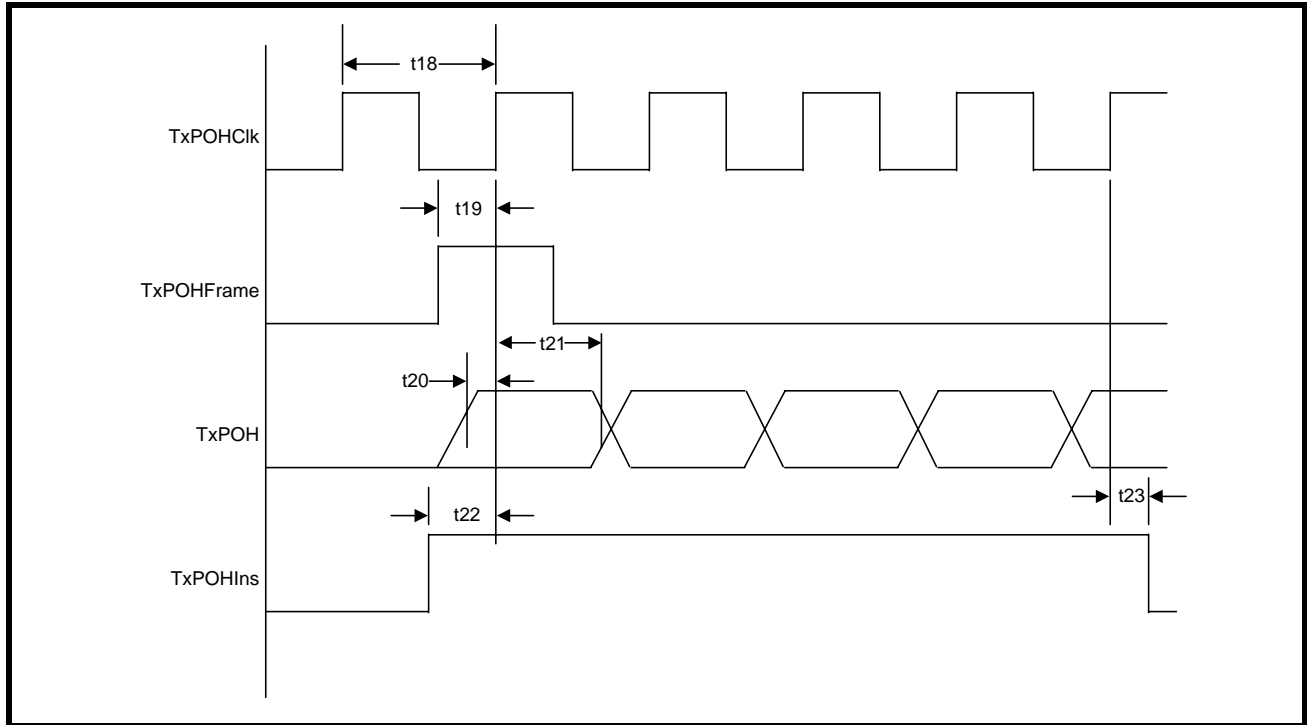 t18
TxPOHClk
t19
TxPOHFrame
t21
t20
TxPOH
t23
t22
TxPOHIns